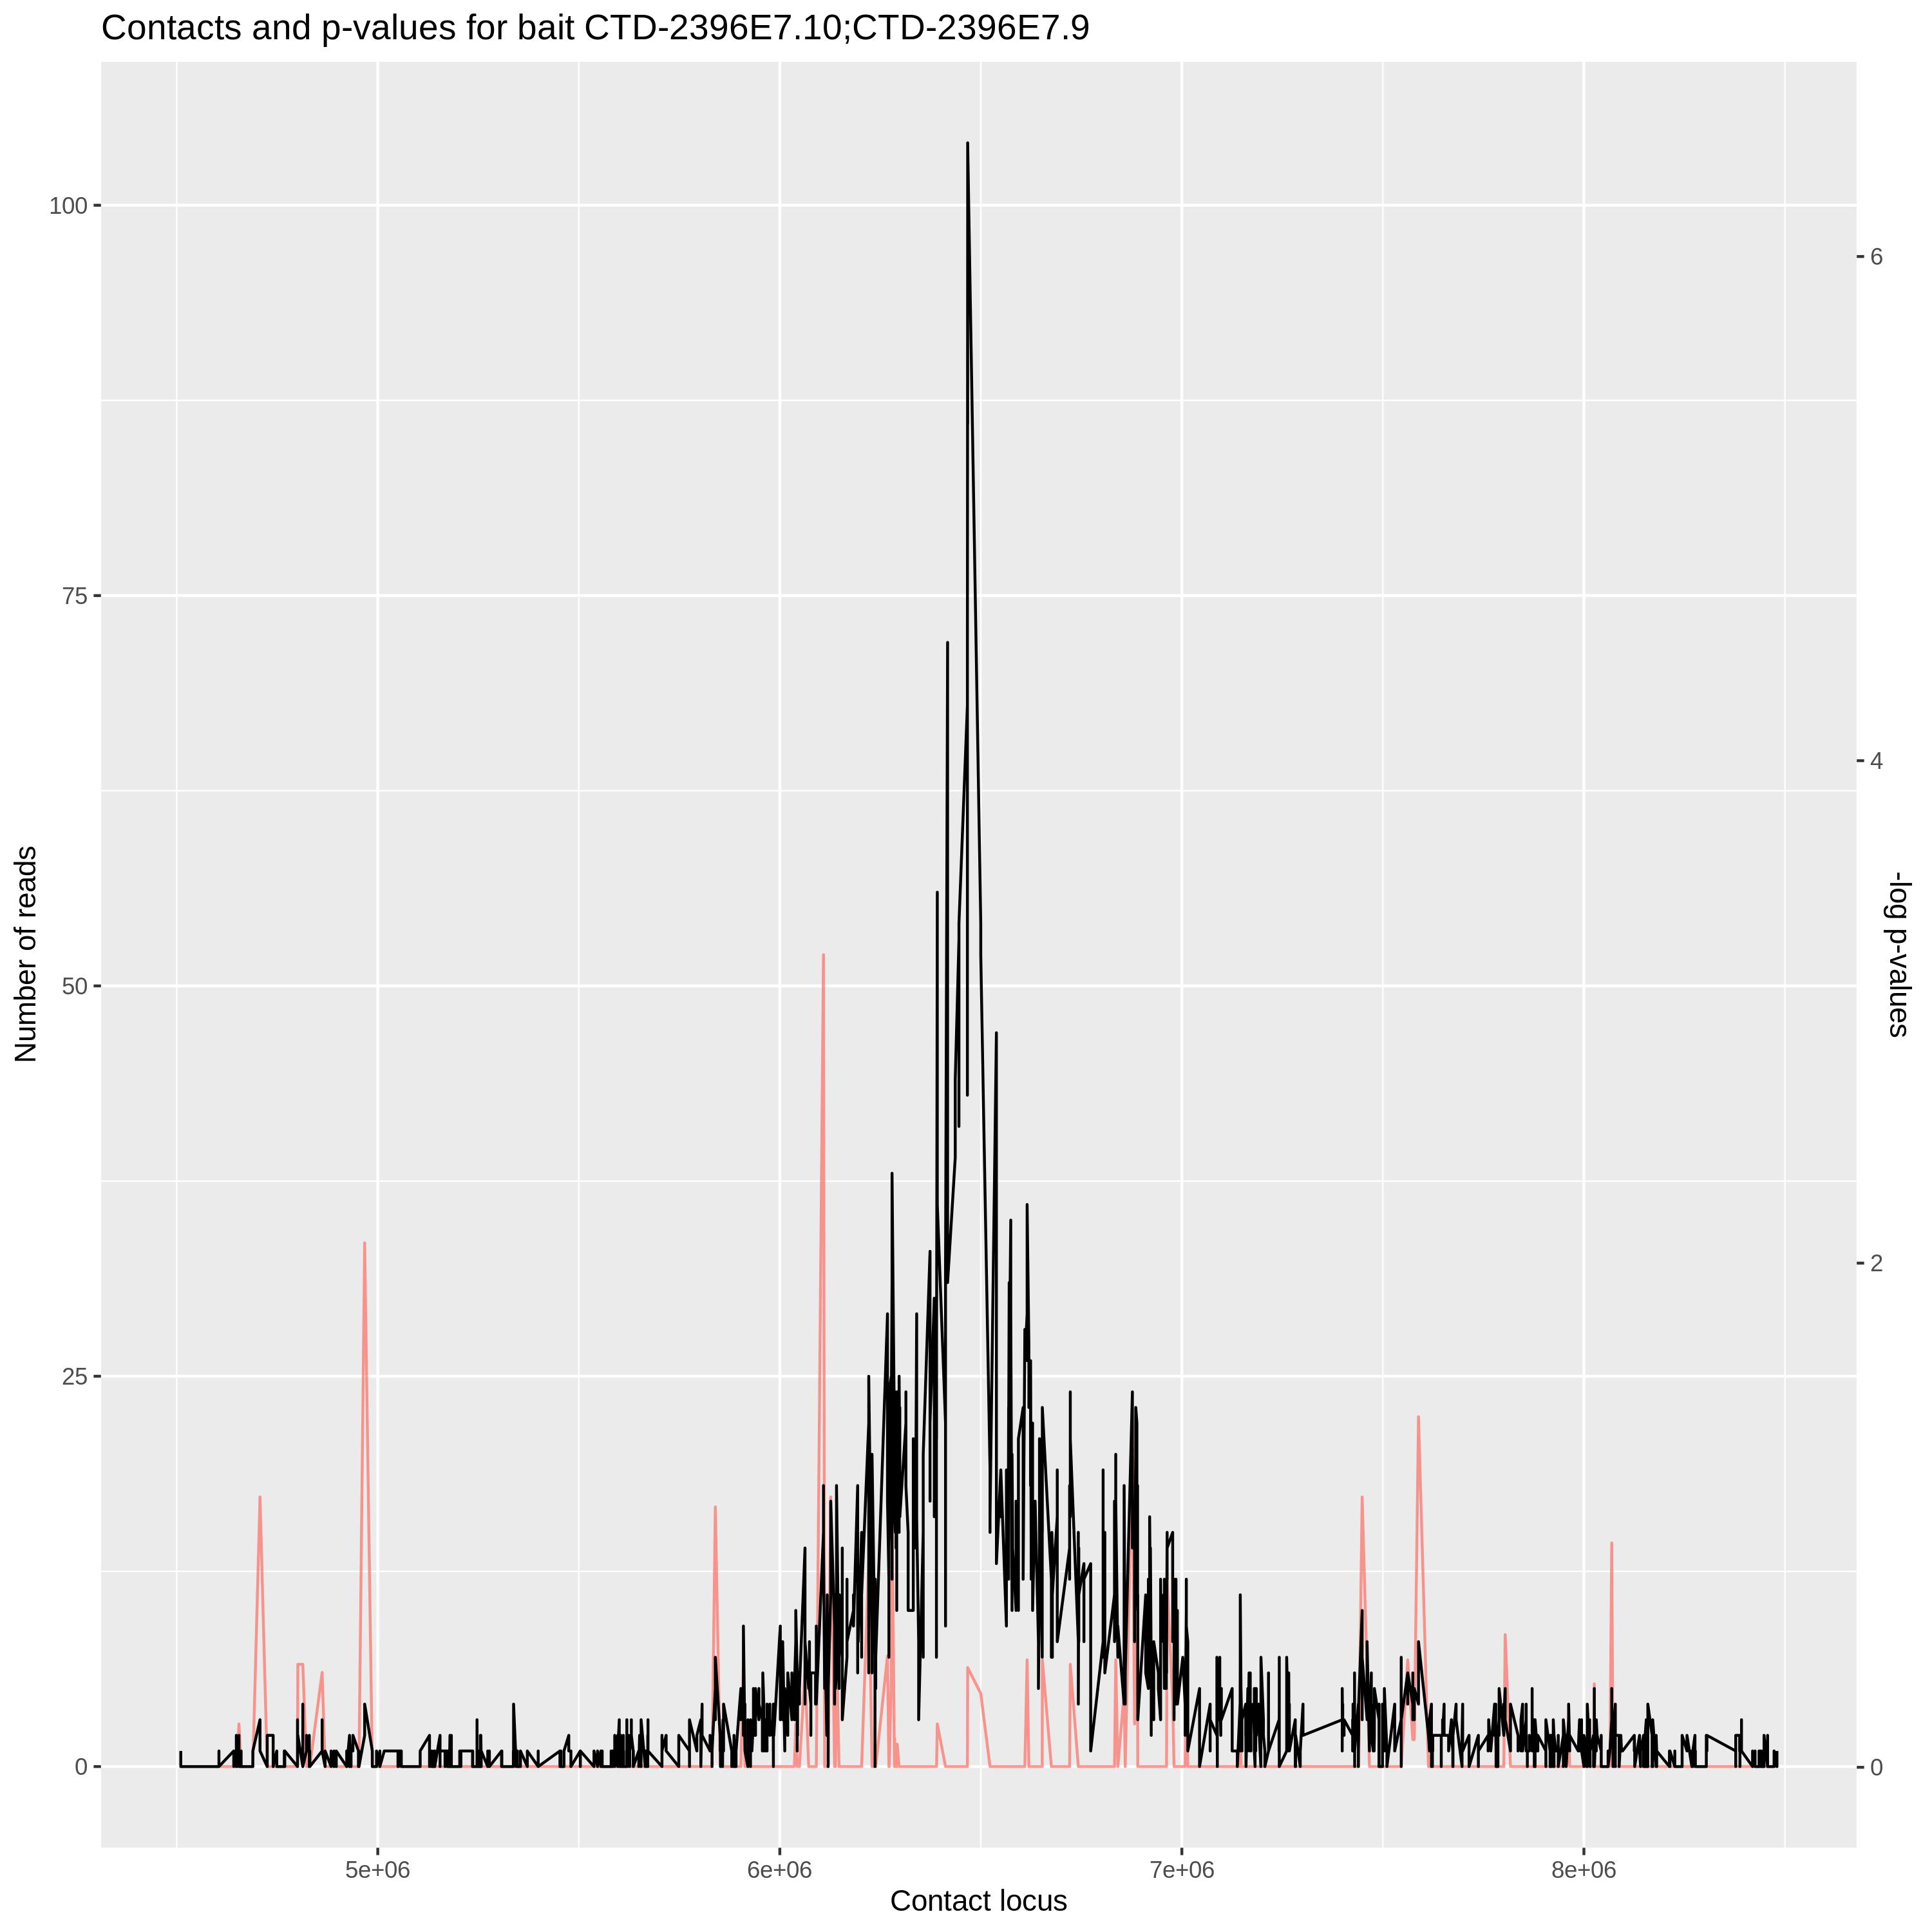 Contacts and p-values for bait CTD-2396E7.10;CTD-2396E7.9
100
75
50
25
0
Number of reads
6
4
2
0
-log p-values
5e+06 6e+06 7e+06 8e+06
Contact locus